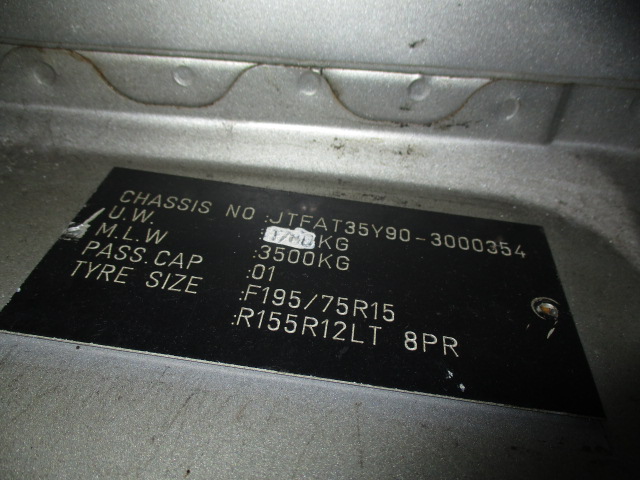 CHASSIS NO :JTFAT35Y90-3000354
U.W. : KG
M.L.W :3500KG
PASS.CAP :01
TYRE SIZE :F195/75R15
:R155R12LT 8PR